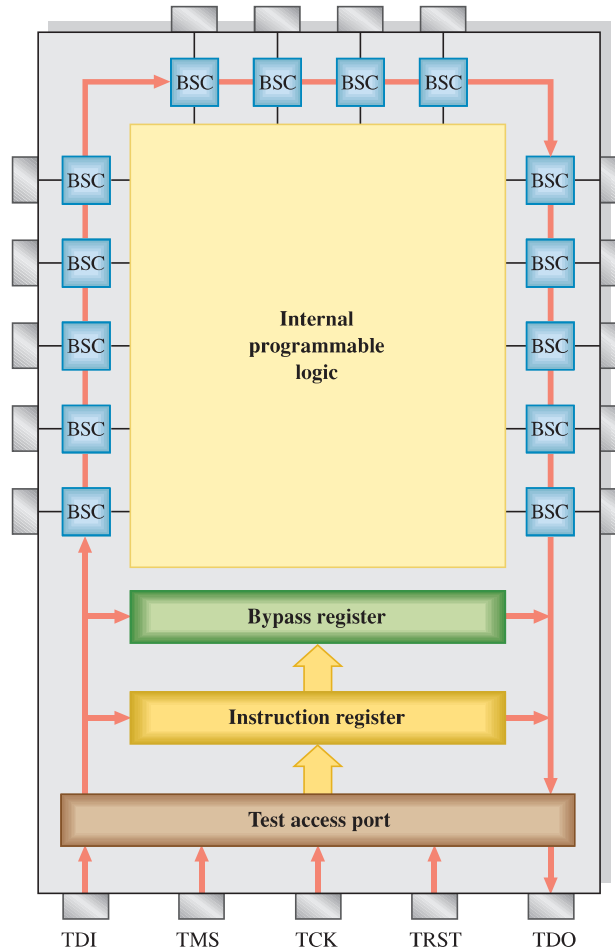 BSC BSC BSC BSC
BSC BSC
BSC BSC
Internal
programmable
logic
BSC BSC
BSC BSC
BSC BSC
Bypass register
Instruction register
Test access port
TDI TMS TCK TRST TDO